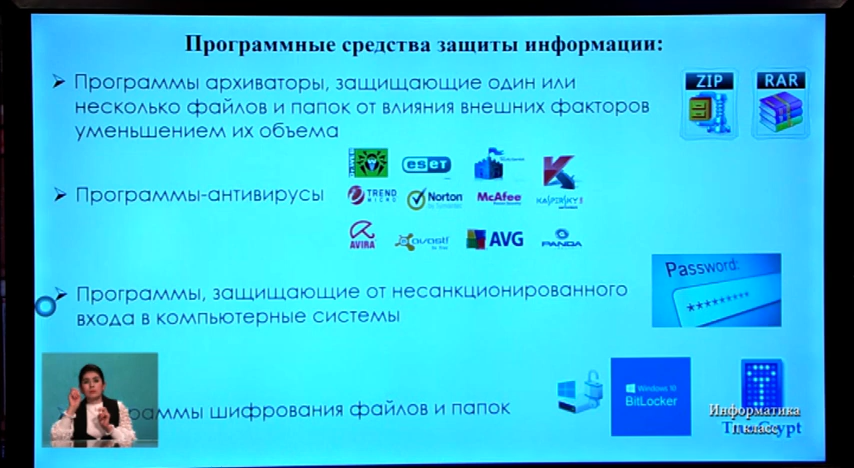 Программные средства защиты информации:
Программы архиваторы, защищающие один или
несколько файлов и папок от влияния внешних факторов
уменьшением их объема
ZIP RAR
Программы-антивирусы
eset
TREND MICRO
Norton
McAfee
KASPERSKY
AVIRA
avast!
AVG
PANDA
Программы, защищающие от несанкционированного
входа в компьютерные системы
Password:
*********
шифрования файлов и папок
Windows 10
BitLocker
Информатика
класс